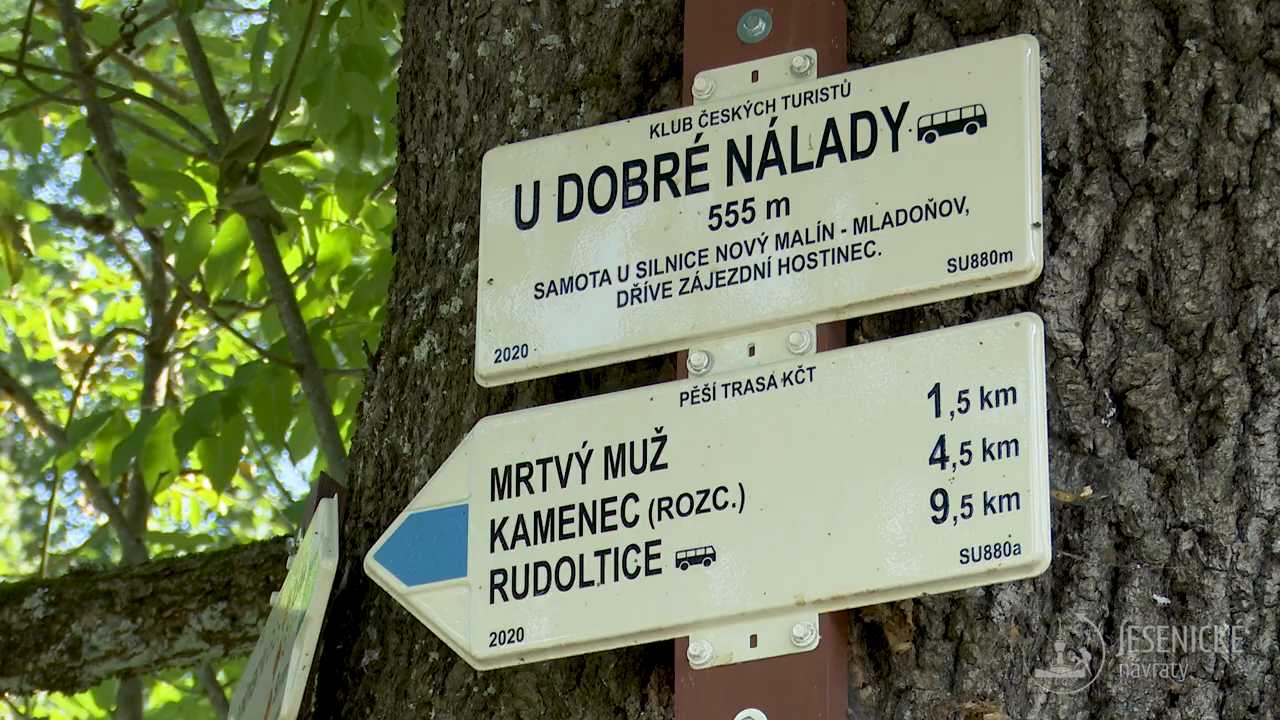 KLUB ČESKÝCH TURISTŮ
U DOBRÉ NÁLADY
555 m
SAMOTA U SILNICE NOVÝ MALÍN - MLADOŇOV,
DŘÍVE ZÁJEZDNÍ HOSTINEC.
SU880m
2020
PĚŠÍ TRASA KČT
MRTVÝ MUŽ 1,5 km
KAMENEC (ROZC.) 4,5 km
RUDOLTICE 9,5 km
SU880a
2020
JESENICKÉ
návraty